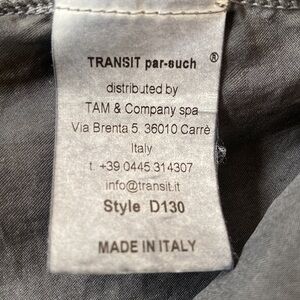 TRANSIT par-such ®
distributed by
TAM & Company spa
Via Brenta 5, 36010 Carrè
Italy
t. +39 0445 314307
info@transit.it
Style D130
MADE IN ITALY